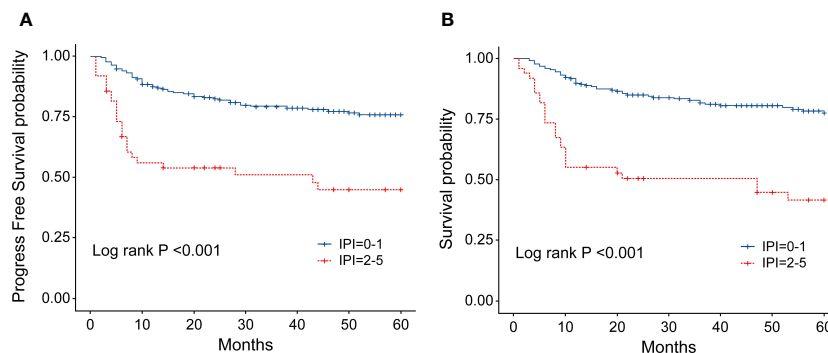 A
Progress Free Survival probability
1.00
0.75
0.50
0.25
0.00
Log rank P <0.001
IPI=0-1
IPI=2-5
0 10 20 30 40 50 60
Months
B
Survival probability
1.00
0.75
0.50
0.25
0.00
Log rank P <0.001
IPI=0-1
IPI=2-5
0 10 20 30 40 50 60
Months